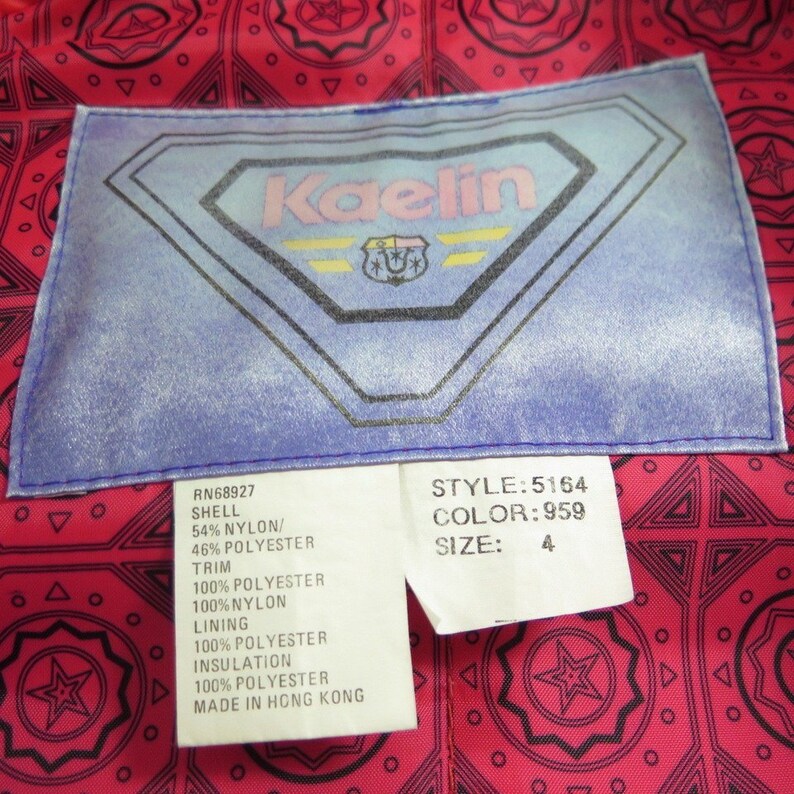 Kaelin
RN68927
SHELL
54% NYLON/
46% POLYESTER
TRIM
100% POLYESTER
100%NYLON
LINING
100% POLYESTER
INSULATION
100% POLYESTER
MADE IN HONG KONG
STYLE:5164
COLOR:959
SIZE: 4